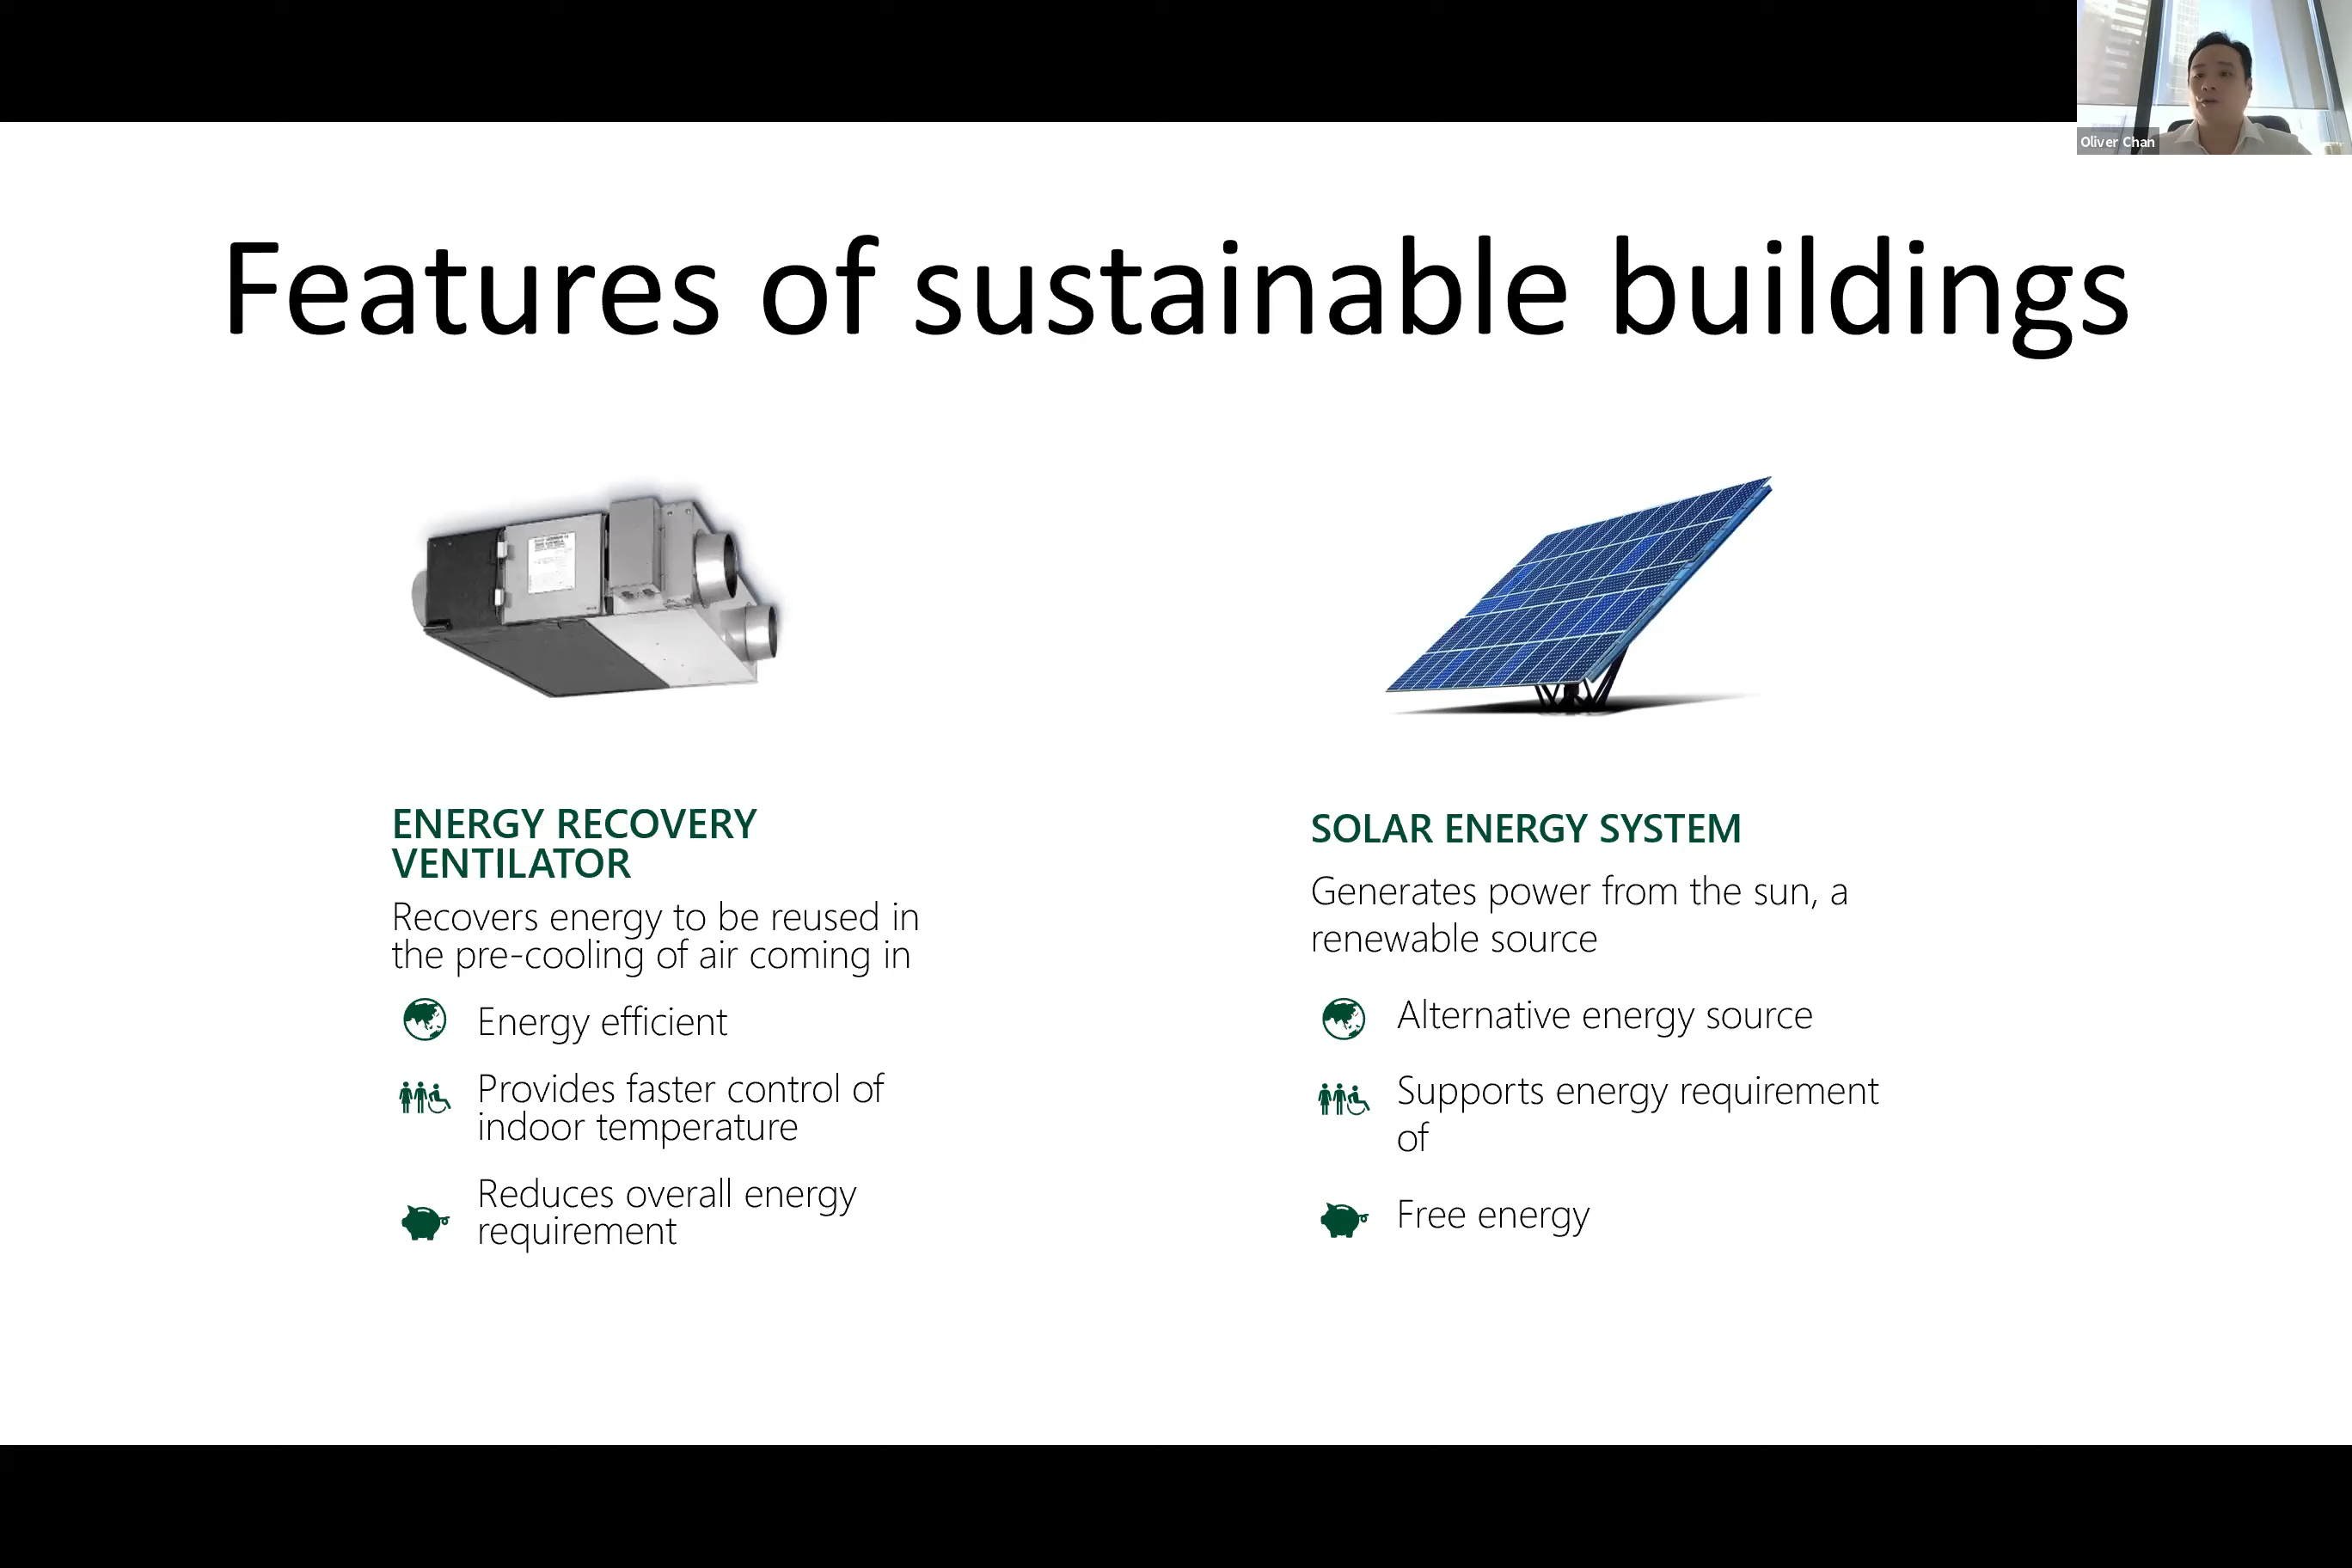 Oliver Chan
Features of sustainable buildings
ENERGY RECOVERY
VENTILATOR
Recovers energy to be reused in
the pre-cooling of air coming in
Energy efficient
Provides faster control of
indoor temperature
Reduces overall energy
requirement
SOLAR ENERGY SYSTEM
Generates power from the sun, a
renewable source
Alternative energy source
Supports energy requirement
of
Free energy